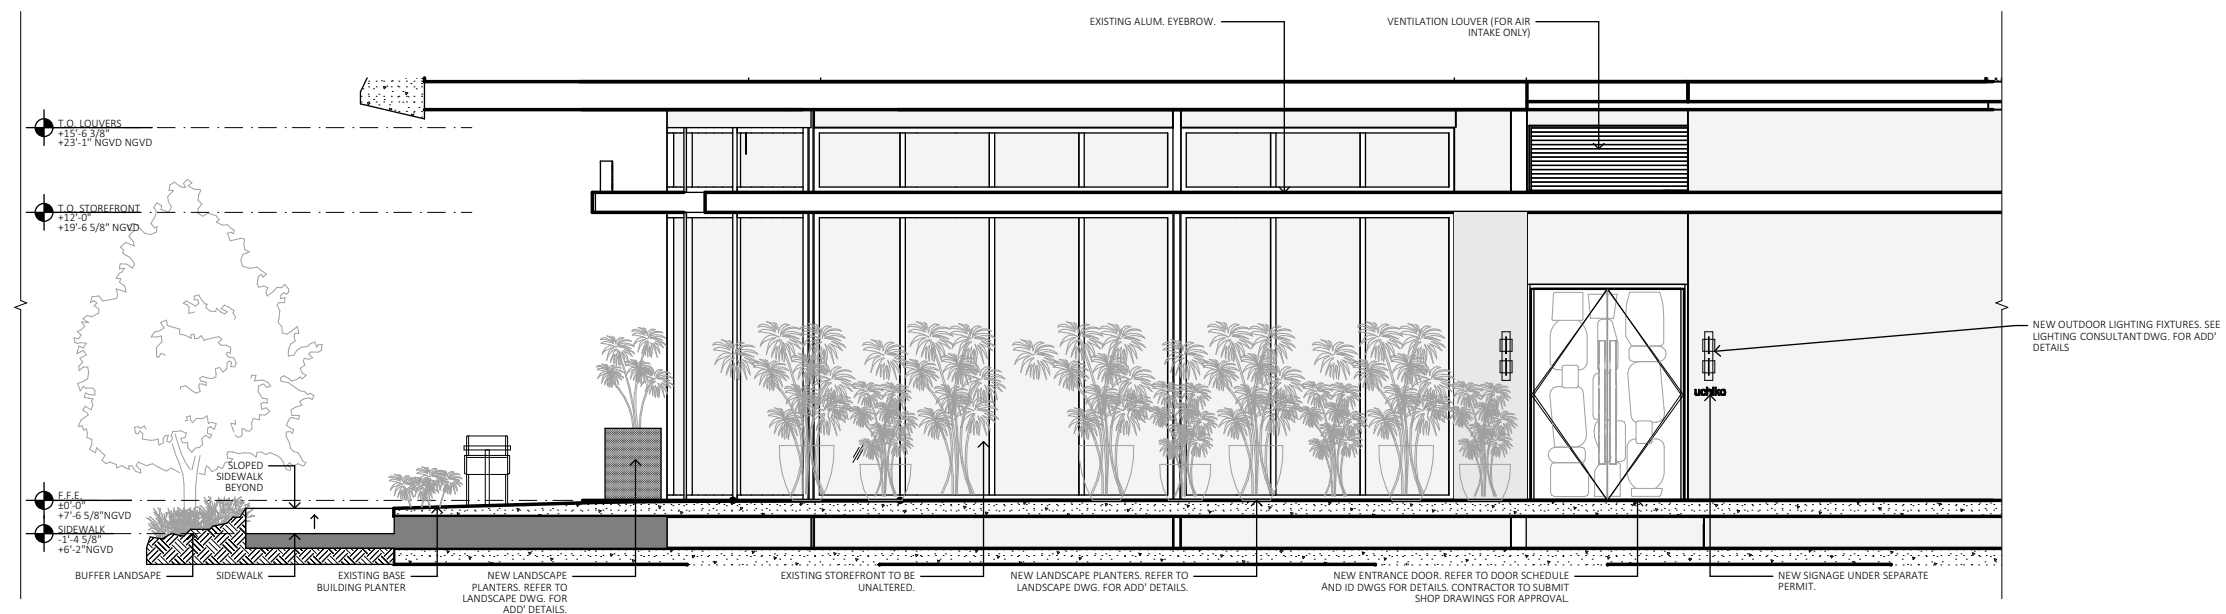 EXISTING ALUM. EYEBROW.
VENTILATION LOUVER (FOR AIR
INTAKE ONLY)
T.O. LOUVERS
+15'-6 3/8"
+23'-1" NGVD NGVD
T.O. STOREFRONT
+12'-0"
+19'-6 5/8" NGVD
NEW OUTDOOR LIGHTING FIXTURES. SEE
LIGHTING CONSULTANT DWG. FOR ADD'
DETAILS
uchiko
SLOPED
SIDEWALK
BEYOND
F.F.E.
±0'-0"
+7'-6 5/8"NGVD
SIDEWALK
-1'-4 5/8"
+6'-2"NGVD
BUFFER LANDSAPE
SIDEWALK
EXISTING BASE
BUILDING PLANTER
NEW LANDSCAPE
PLANTERS. REFER TO
LANDSCAPE DWG. FOR
ADD' DETAILS.
EXISTING STOREFRONT TO BE
UNALTERED.
NEW LANDSCAPE PLANTERS. REFER TO
LANDSCAPE DWG. FOR ADD' DETAILS.
NEW ENTRANCE DOOR. REFER TO DOOR SCHEDULE
AND ID DWGS FOR DETAILS. CONTRACTOR TO SUBMIT
SHOP DRAWINGS FOR APPROVAL.
NEW SIGNAGE UNDER SEPARATE
PERMIT.